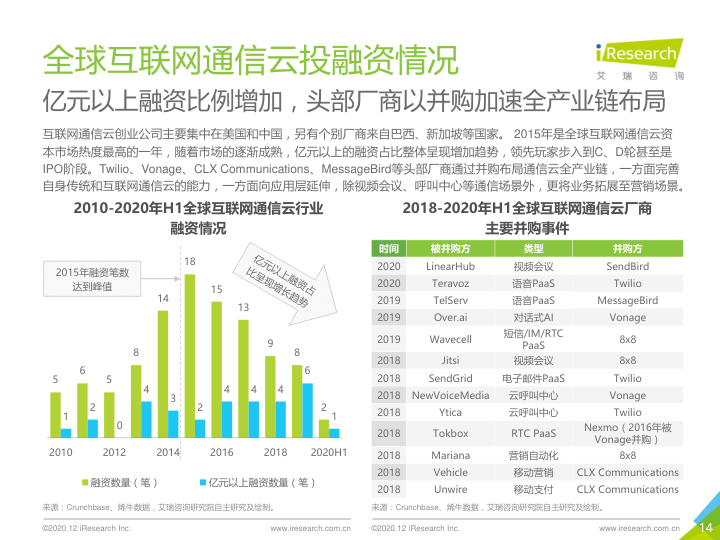 全球互联网通信云投融资情况
iResearch
艾 瑞 咨 询
亿元以上融资比例增加，头部厂商以并购加速全产业链布局
互联网通信云创业公司主要集中在美国和中国，另有个别厂商来自巴西、新加坡等国家。 2015年是全球互联网通信云资
本市场热度最高的一年，随着市场的逐渐成熟，亿元以上的融资占比整体呈现增加趋势，领先玩家步入到C、D轮甚至是
IPO阶段。Twilio、Vonage、CLX Communications、MessageBird等头部厂商通过并购布局通信云全产业链，一方面完善
自身传统和互联网通信云的能力，一方面向应用层延伸，除视频会议、呼叫中心等通信场景外，更将业务拓展至营销场景。
2010-2020年H1全球互联网通信云行业
融资情况
2015年融资笔数
达到峰值
亿元以上融资占
比呈现增长趋势
5 6 5 8 14 18 15 13 9 8 2
1 2 0 4 3 2 4 4 4 6 1
2010 2012 2014 2016 2018 2020H1
融资数量（笔） 亿元以上融资数量（笔）
来源：Crunchbase、烯牛数据，艾瑞咨询研究院自主研究及绘制。
2018-2020年H1全球互联网通信云厂商
主要并购事件
时间 被并购方 类型 并购方
2020 LinearHub 视频会议 SendBird
2020 Teravoz 语音PaaS Twilio
2019 TelServ 语音PaaS MessageBird
2019 Over.ai 对话式AI Vonage
2019 Wavecell 短信/IM/RTC PaaS 8x8
2018 Jitsi 视频会议 8x8
2018 SendGrid 电子邮件PaaS Twilio
2018 NewVoiceMedia 云呼叫中心 Vonage
2018 Ytica 云呼叫中心 Twilio
2018 Tokbox RTC PaaS Nexmo（2016年被Vonage并购）
2018 Mariana 营销自动化 8x8
2018 Vehicle 移动营销 CLX Communications
2018 Unwire 移动支付 CLX Communications
来源：Crunchbase、烯牛数据，艾瑞咨询研究院自主研究及绘制。
©2020.12 iResearch Inc. www.iresearch.com.cn
©2020.12 iResearch Inc. www.iresearch.com.cn
14